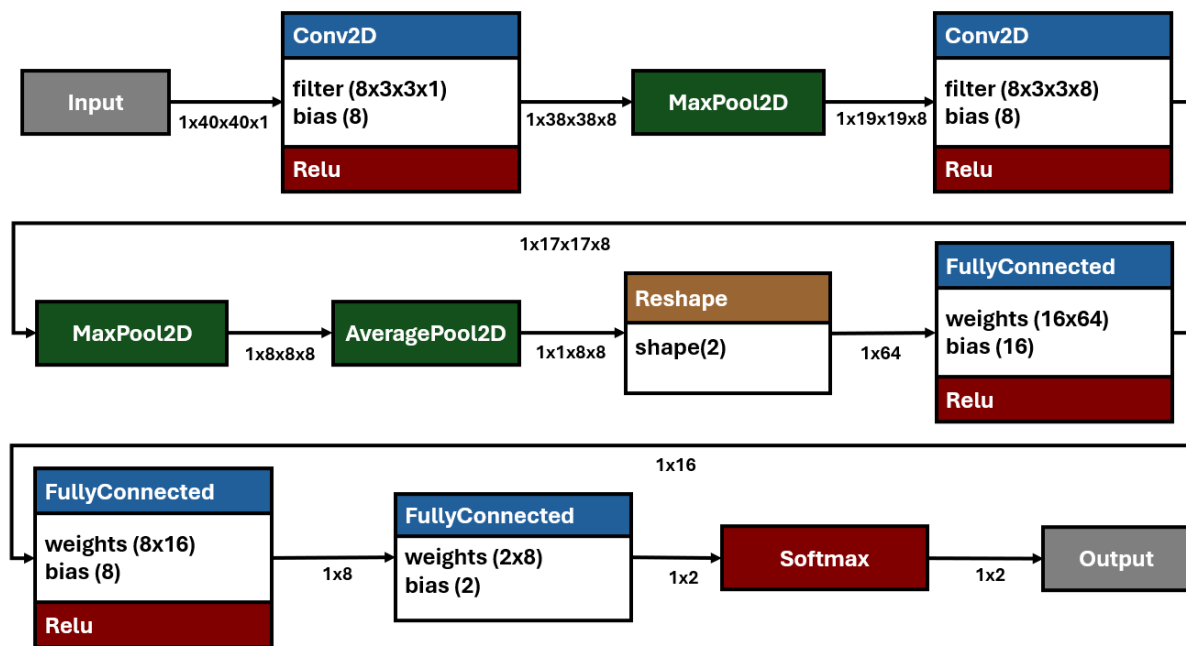 Input
1x40x40x1
Conv2D
filter (8x3x3x1)
bias (8)
Relu
1x38x38x8
MaxPool2D
1x19x19x8
Conv2D
filter (8x3x3x8)
bias (8)
Relu
1x17x17x8
MaxPool2D
1x8x8x8
AveragePool2D
1x1x8x8
Reshape
shape(2)
1x64
FullyConnected
weights (16x64)
bias (16)
Relu
1x16
FullyConnected
weights (8x16)
bias (8)
Relu
1x8
FullyConnected
weights (2x8)
bias (2)
1x2
Softmax
1x2
Output